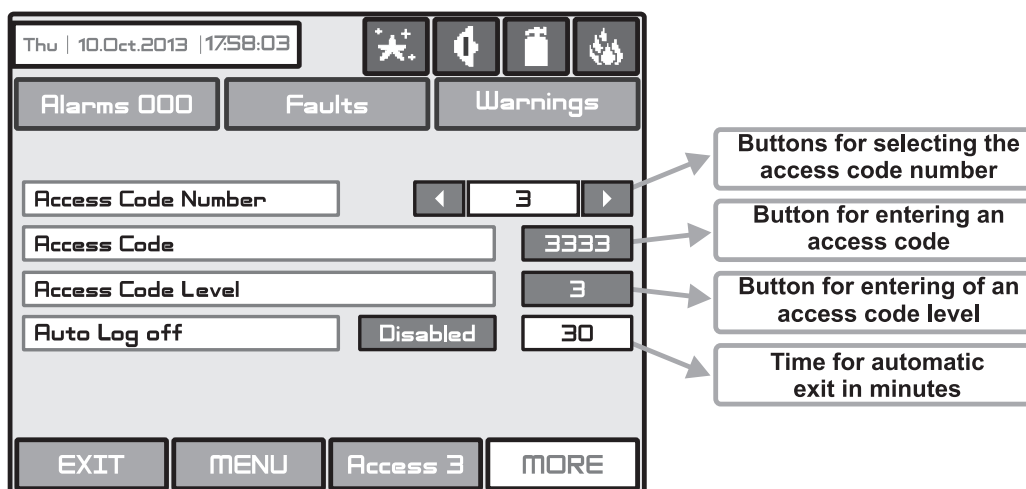 Thu | 10.Oct.2013 | 17:58:03
Alarms 000 Faults Warnings
Access Code Number 3
Access Code 3333
Access Code Level 3
Auto Log off Disabled 30
EXIT MENU Access 3 MORE
Buttons for selecting the
access code number
Button for entering an
access code
Button for entering of an
access code level
Time for automatic
exit in minutes